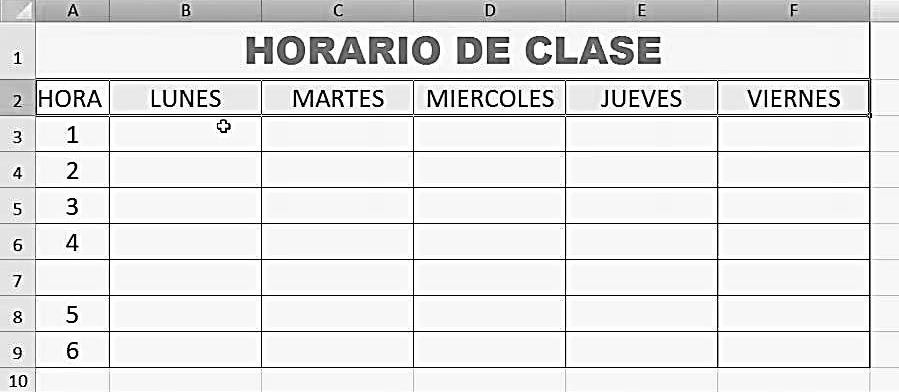 A B C D E F
1 HORARIO DE CLASE
2 HORA LUNES MARTES MIERCOLES JUEVES VIERNES
3 1
4 2
5 3
6 4
7
8 5
9 6
10